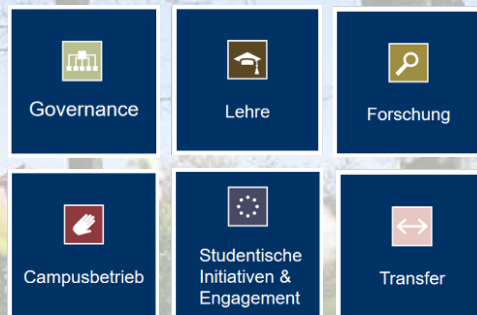 Governance
Lehre
Forschung
Campusbetrieb
Studentische
Initiativen &
Engagement
Transfer